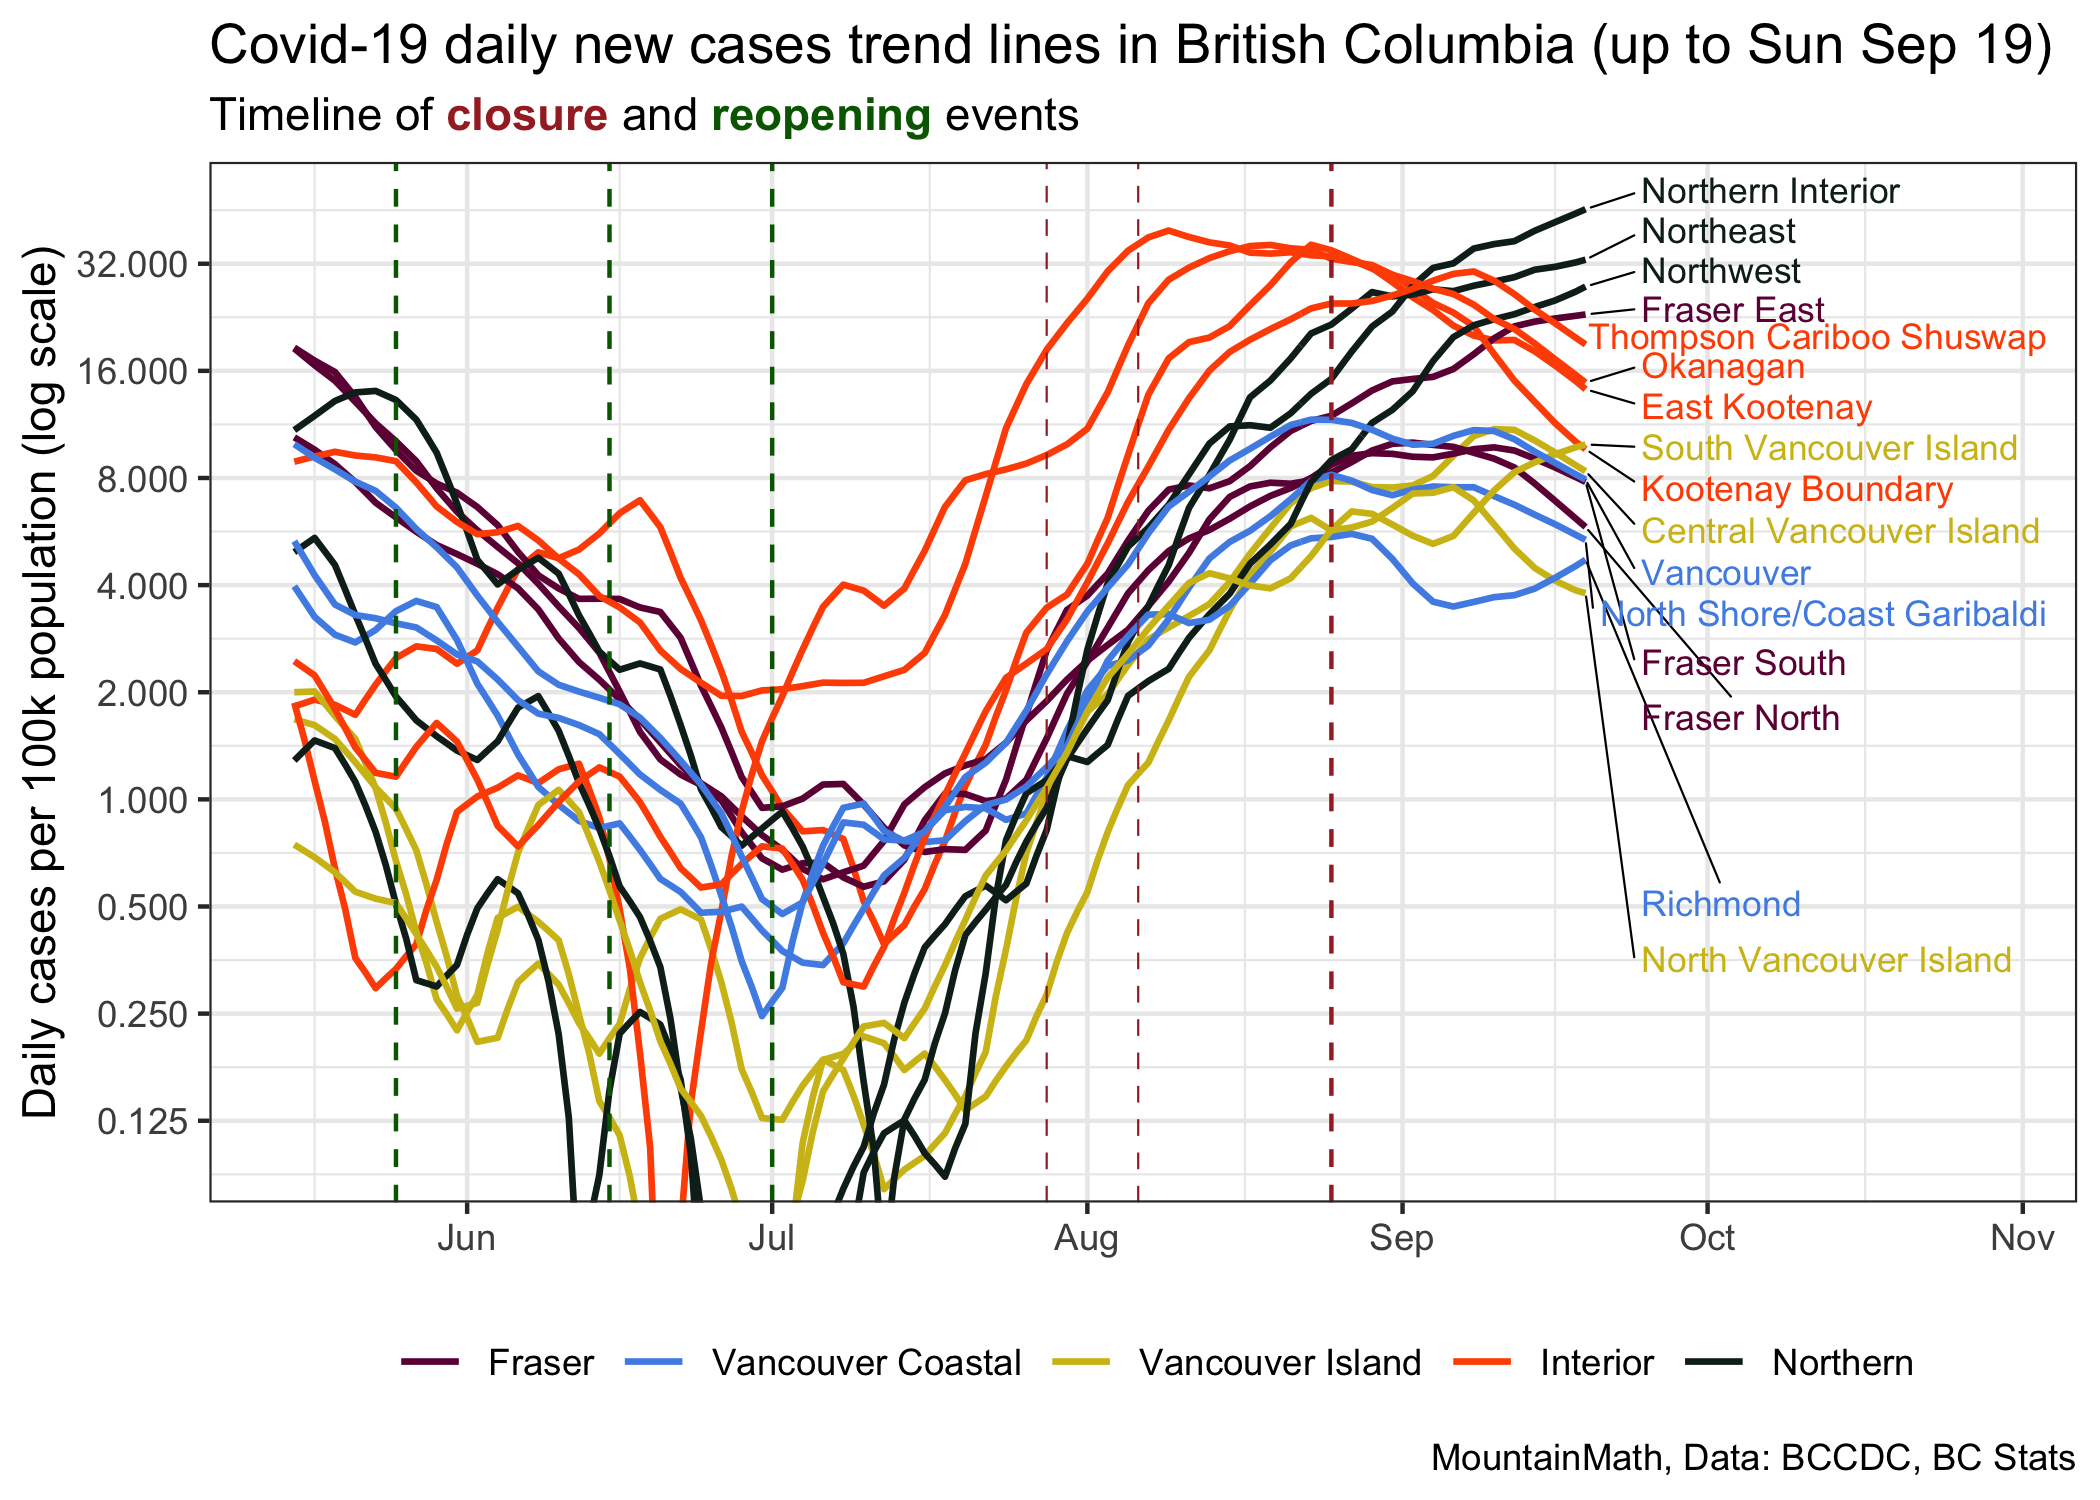 Covid-19 daily new cases trend lines in British Columbia (up to Sun Sep 19)
Timeline of closure and reopening events
Daily cases per 100k population (log scale)
32.000
16.000
8.000
4.000
2.000
1.000
0.500
0.250
0.125
Northern Interior
Northeast
Northwest
Fraser East
Thompson Cariboo Shuswap
Okanagan
East Kootenay
South Vancouver Island
Kootenay Boundary
Central Vancouver Island
Vancouver
North Shore/Coast Garibaldi
Fraser South
Fraser North
Richmond
North Vancouver Island
Jun Jul Aug Sep Oct Nov
Fraser Vancouver Coastal Vancouver Island Interior Northern
MountainMath, Data: BCCDC, BC Stats